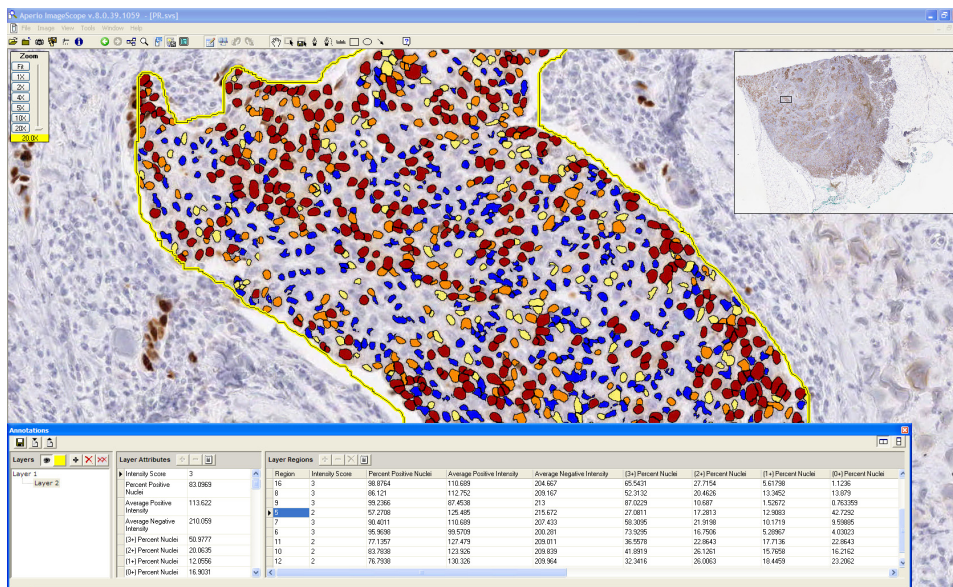 Aperio ImageScope v.8.0.39.1059 - [PR.svs]
File Image View Tools Window Help
Zoom
Fit
1X
2X
4X
5X
10X
20X
20.0X
Annotations
Layers
Layer Attributes
Layer Regions
Layer 1
Layer 2
Intensity Score 3
Percent Positive Nuclei 83.0969
Average Positive Intensity 113.622
Average Negative Intensity 210.059
(3+) Percent Nuclei 50.9777
(2+) Percent Nuclei 20.0635
(1+) Percent Nuclei 12.0556
(0+) Percent Nuclei 16.9031
Region Intensity Score Percent Positive Nuclei Average Positive Intensity Average Negative Intensity (3+) Percent Nuclei (2+) Percent Nuclei (1+) Percent Nuclei (0+) Percent Nuclei
16 3 98.8764 110.689 204.667 65.5431 27.7154 5.61798 1.1236
8 3 86.121 112.752 209.167 52.3132 20.4626 13.3452 13.879
9 3 99.2366 87.4538 213 87.0229 10.687 1.52672 0.763359
5 2 57.2708 125.485 215.672 27.0811 17.2813 12.9083 42.7292
7 3 90.4011 110.689 207.433 58.3095 21.9198 10.1719 9.59885
6 3 95.9698 99.5709 200.281 73.9295 16.7506 5.28967 4.03023
11 2 77.1357 127.479 209.011 36.5578 22.8643 17.7136 22.8643
10 2 83.7838 123.926 209.839 41.8919 26.1261 15.7658 16.2162
12 2 76.7938 130.326 209.964 32.3416 26.0063 18.4459 23.2062